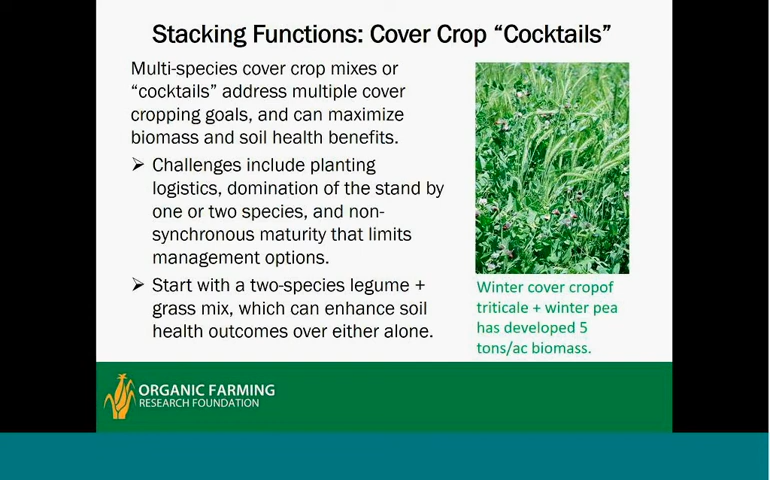 Stacking Functions: Cover Crop “Cocktails”
Multi-species cover crop mixes or
“cocktails” address multiple cover
cropping goals, and can maximize
biomass and soil health benefits.
➢ Challenges include planting
logistics, domination of the stand by
one or two species, and non-
synchronous maturity that limits
management options.
➢ Start with a two-species legume +
grass mix, which can enhance soil
health outcomes over either alone.
Winter cover cropof
triticale + winter pea
has developed 5
tons/ac biomass.
ORGANIC FARMING
RESEARCH FOUNDATION